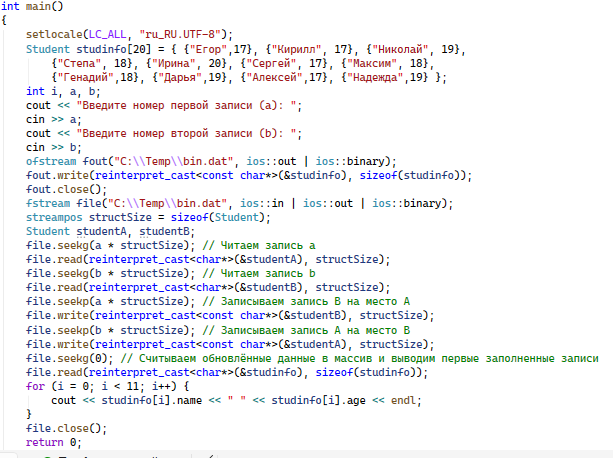 int main()
{
    setlocale(LC_ALL, "ru_RU.UTF-8");
    Student studinfo[20] = { {"Егор",17}, {"Кирилл", 17}, {"Николай", 19},
        {"Степа", 18}, {"Ирина", 20}, {"Сергей", 17}, {"Максим", 18},
        {"Генадий",18}, {"Дарья",19}, {"Алексей",17}, {"Надежда",19} };
    int i, a, b;
    cout << "Введите номер первой записи (a): ";
    cin >> a;
    cout << "Введите номер второй записи (b): ";
    cin >> b;
    ofstream fout("C:\\Temp\\bin.dat", ios::out | ios::binary);
    fout.write(reinterpret_cast<const char*>(&studinfo), sizeof(studinfo));
    fout.close();
    fstream file("C:\\Temp\\bin.dat", ios::in | ios::out | ios::binary);
    streampos structSize = sizeof(Student);
    Student studentA, studentB;
    file.seekg(a * structSize); // Читаем запись a
    file.read(reinterpret_cast<char*>(&studentA), structSize);
    file.seekg(b * structSize); // Читаем запись b
    file.read(reinterpret_cast<char*>(&studentB), structSize);
    file.seekp(a * structSize); // Записываем запись B на место A
    file.write(reinterpret_cast<const char*>(&studentB), structSize);
    file.seekp(b * structSize); // Записываем запись A на место B
    file.write(reinterpret_cast<const char*>(&studentA), structSize);
    file.seekg(0); // Считываем обновлённые данные в массив и выводим первые заполненные записи
    file.read(reinterpret_cast<char*>(&studinfo), sizeof(studinfo));
    for (i = 0; i < 11; i++) {
        cout << studinfo[i].name << " " << studinfo[i].age << endl;
    }
    file.close();
    return 0;